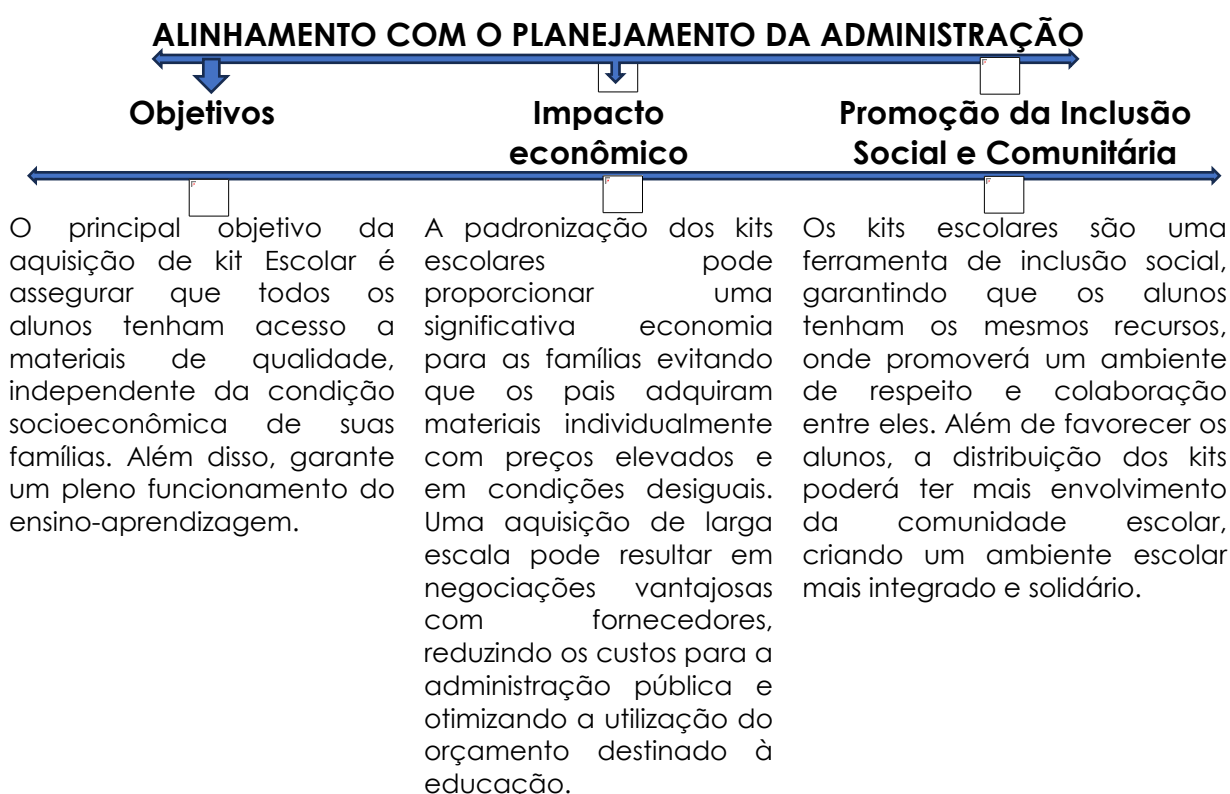 ALINHAMENTO COM O PLANEJAMENTO DA ADMINISTRAÇÃO
Objetivos
O principal objetivo da
aquisição de kit Escolar é
assegurar que todos os
alunos tenham acesso a
materiais de qualidade,
independente da condição
socioeconômica de suas
famílias. Além disso, garante
um pleno funcionamento do
ensino-aprendizagem.
Impacto
econômico
A padronização dos kits
escolares pode
proporcionar uma
significativa economia
para as famílias evitando
que os pais adquiram
materiais individualmente
com preços elevados e
em condições desiguais.
Uma aquisição de larga
escala pode resultar em
negociações vantajosas
com fornecedores,
reduzindo os custos para a
administração pública e
otimizando a utilização do
orçamento destinado à
educação.
Promoção da Inclusão
Social e Comunitária
Os kits escolares são uma
ferramenta de inclusão social,
garantindo que os alunos
tenham os mesmos recursos,
onde promoverá um ambiente
de respeito e colaboração
entre eles. Além de favorecer os
alunos, a distribuição dos kits
poderá ter mais envolvimento
da comunidade escolar,
criando um ambiente escolar
mais integrado e solidário.